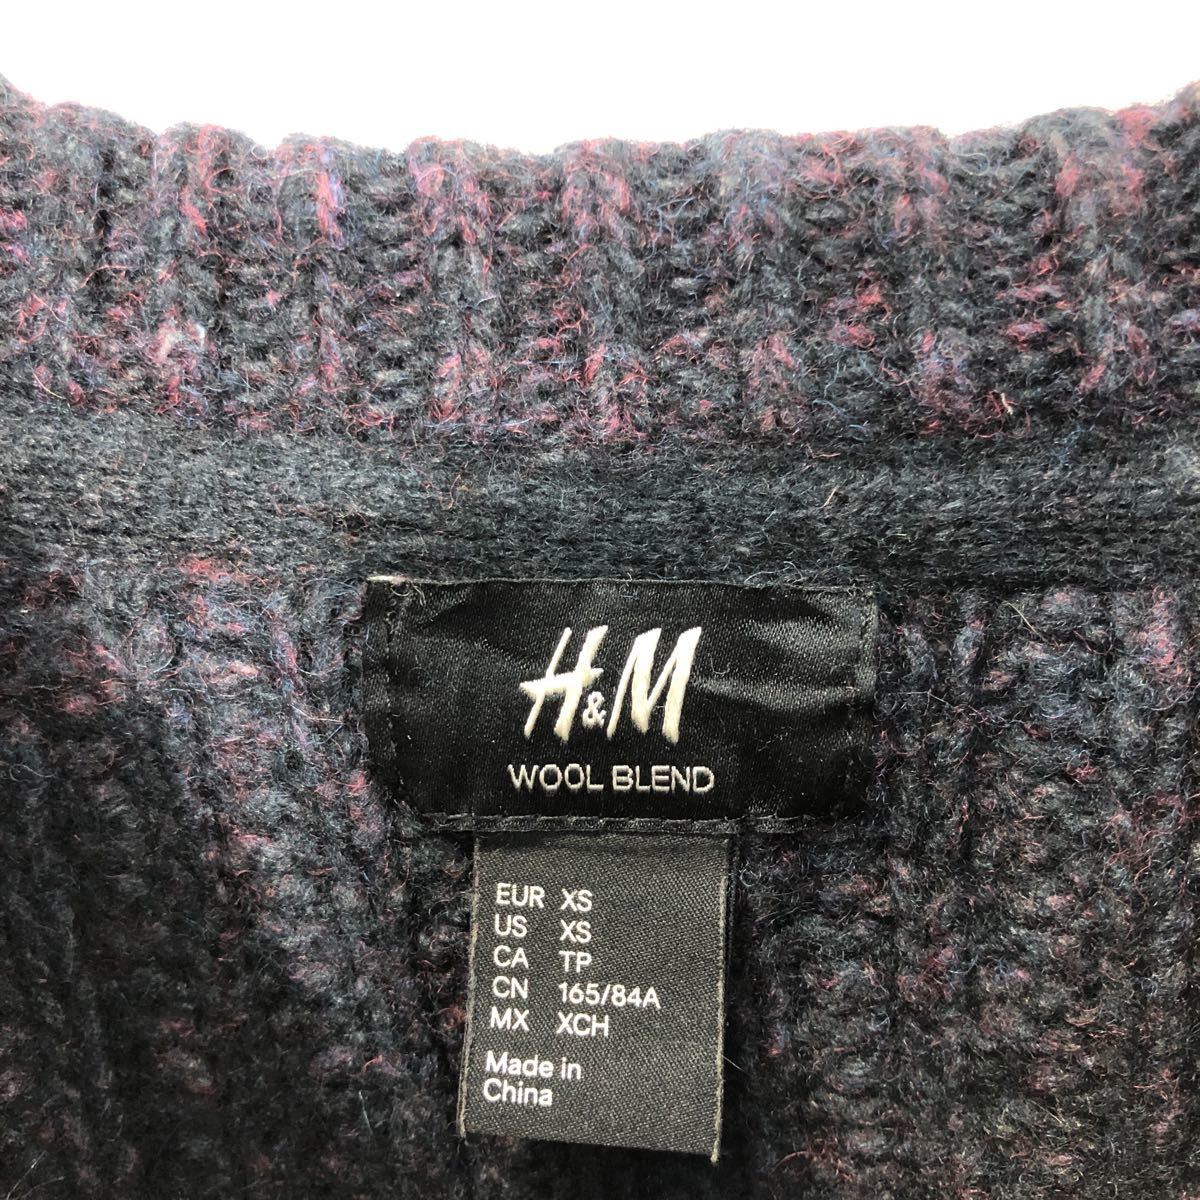 H&M
WOOL BLEND
EUR XS
US XS
CA TP
CN 165/84A
MX XCH
Made in
China